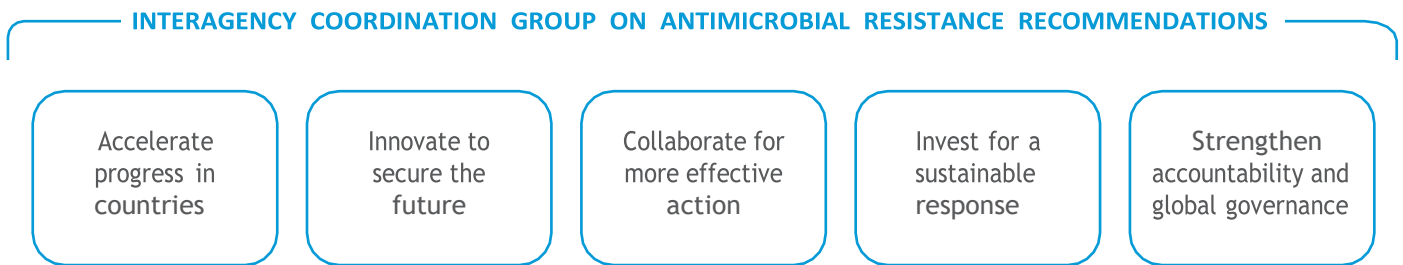 INTERAGENCY COORDINATION GROUP ON ANTIMICROBIAL RESISTANCE RECOMMENDATIONS
Accelerate
progress in
countries
Innovate to
secure the
future
Collaborate for
more effective
action
Invest for a
sustainable
response
Strengthen
accountability and
global governance